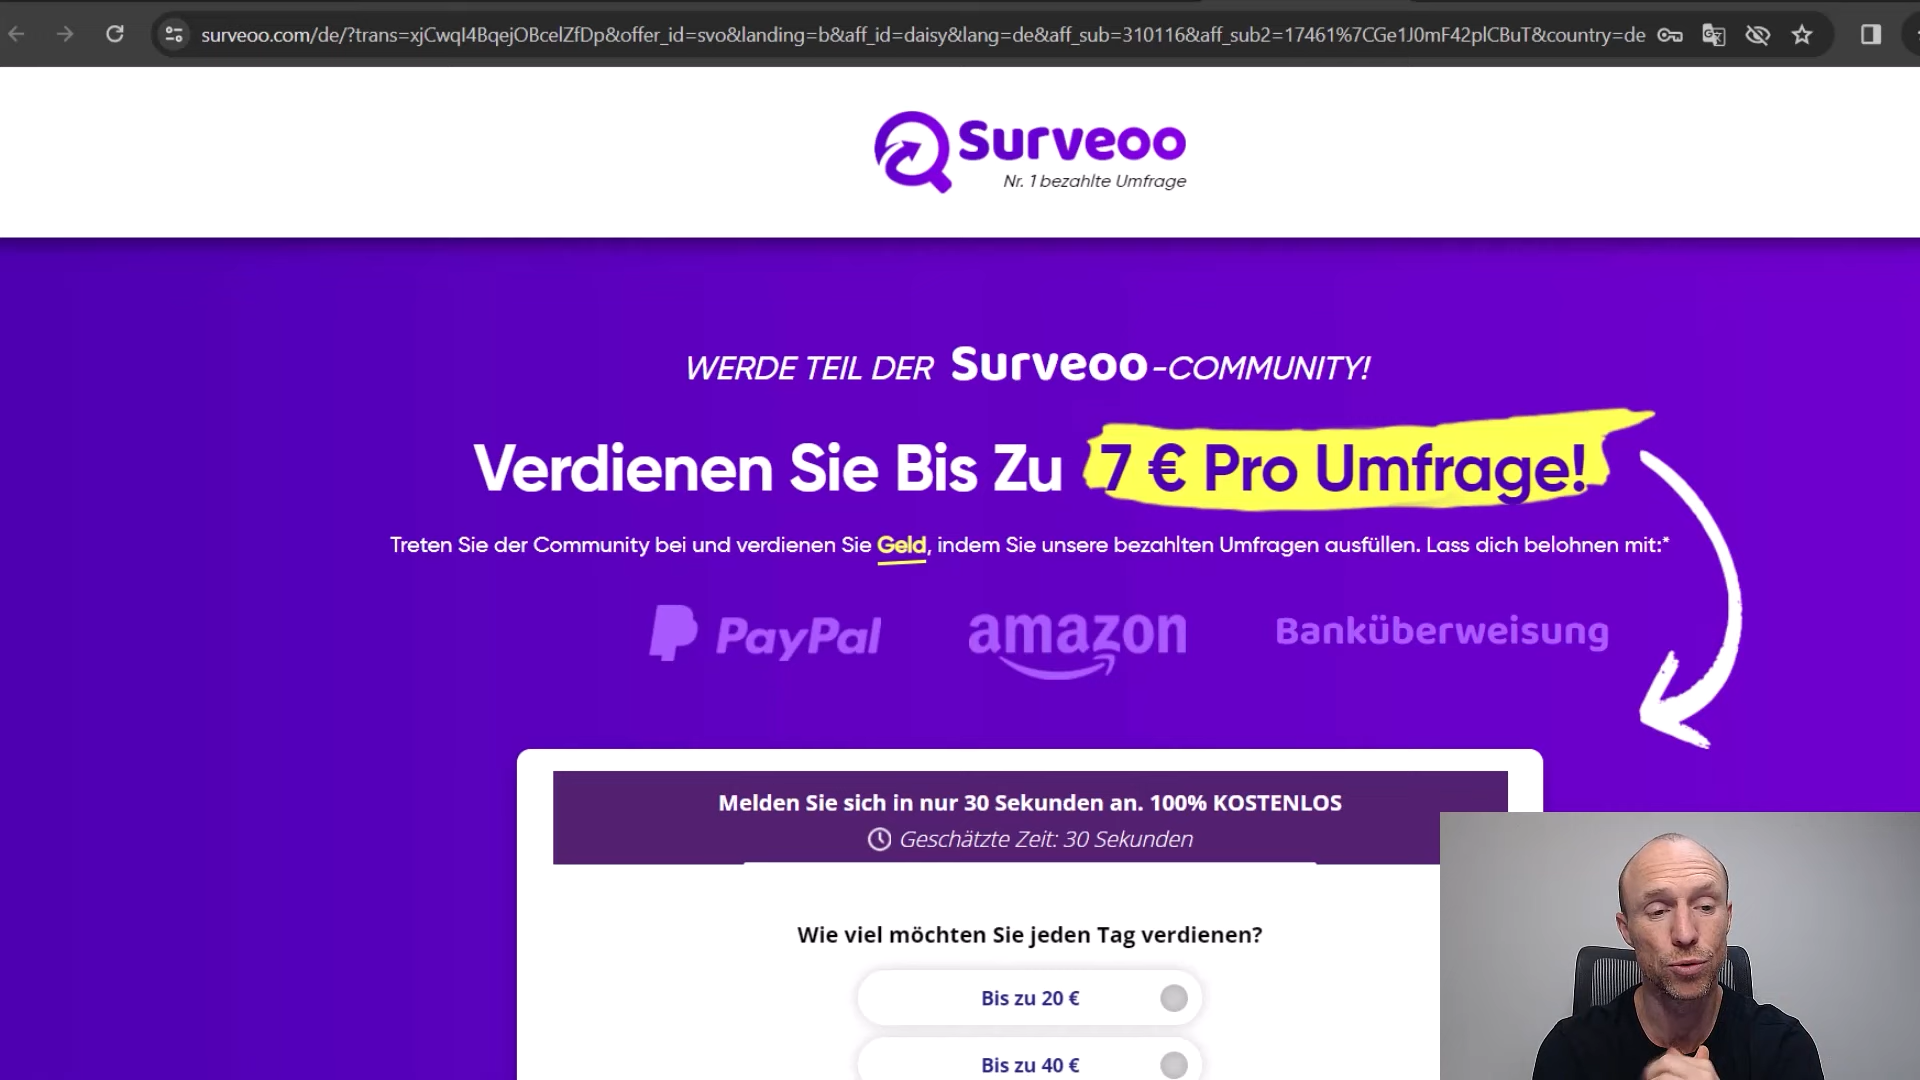 surveoo.com/de/?trans=xjCwql4BqejOBcelZfDp&offer_id=svo&landing=b&aff_id=daisy&lang=de&aff_sub=310116&aff_sub2=17461%7CGe1J0mF42plCBuT&country=de
Surveoo
Nr. 1 bezahlte Umfrage
WERDE TEIL DER Surveoo-COMMUNITY!
Verdienen Sie Bis Zu 7 € Pro Umfrage!
Treten Sie der Community bei und verdienen Sie Geld, indem Sie unsere bezahlten Umfragen ausfüllen. Lass dich belohnen mit:*
PayPal amazon Banküberweisung
Melden Sie sich in nur 30 Sekunden an. 100% KOSTENLOS
Geschätzte Zeit: 30 Sekunden
Wie viel möchten Sie jeden Tag verdienen?
Bis zu 20 €
Bis zu 40 €